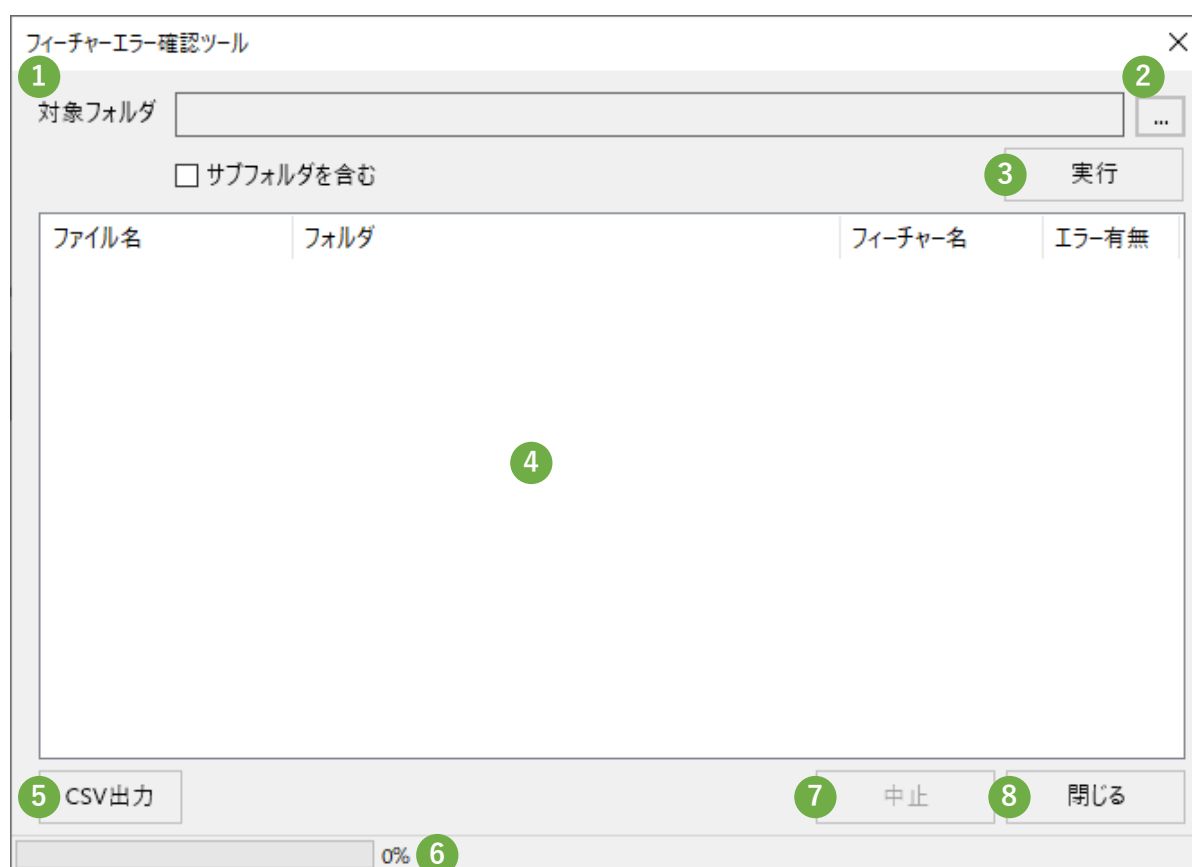 フィーチャーエラー確認ツール
1
2
対象フォルダ
...
サブフォルダを含む
3 実行
ファイル名 フォルダ フィーチャー名 エラー有無
4
5 CSV出力 7 中止 8 閉じる
0% 6